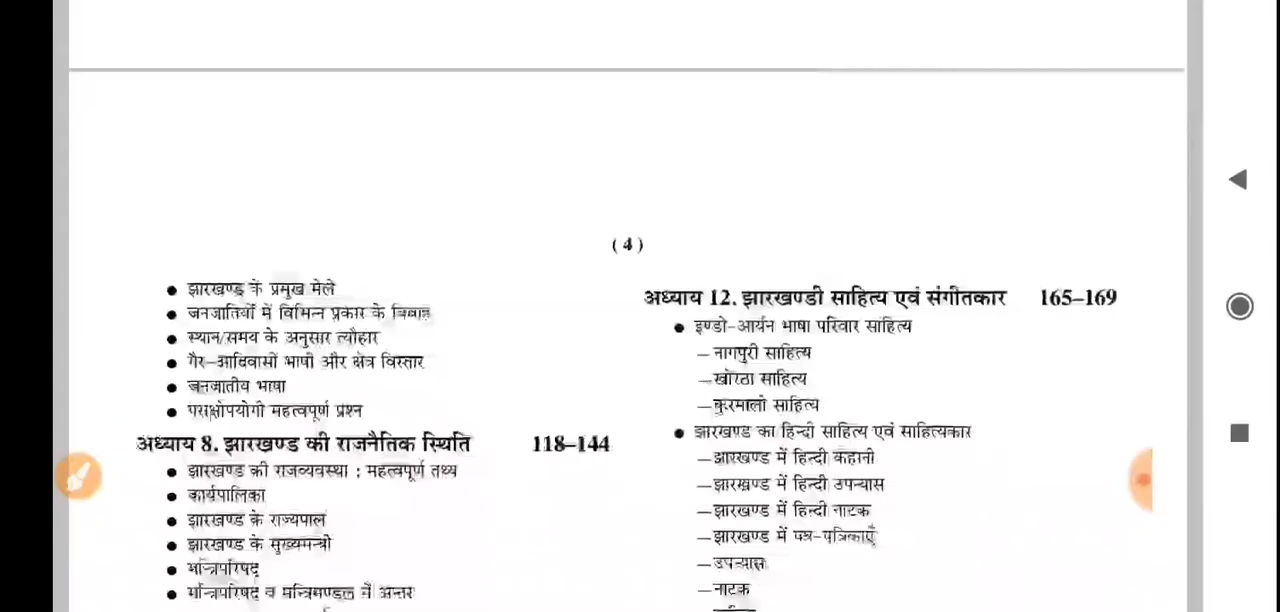 ( 4 )
● झारखण्ड के प्रमुख मेले
● जनजातियों में विभिन्न प्रकार के विवाह
● स्थान/समय के अनुसार त्यौहार
● गैर-आदिवासी भाषी और क्षेत्र विस्तार
● जनजातीय भाषा
● परीक्षोपयोगी महत्वपूर्ण प्रश्न
अध्याय 8. झारखण्ड की राजनैतिक स्थिति 118–144
● झारखण्ड की राजव्यवस्था : महत्वपूर्ण तथ्य
● कार्यपालिका
● झारखण्ड के राज्यपाल
● झारखण्ड के मुख्यमन्त्री
● मन्त्रिपरिषद्
● मन्त्रिपरिषद् व मन्त्रिमण्डल में अन्तर
अध्याय 12. झारखण्डी साहित्य एवं संगीतकार 165–169
● इण्डो-आर्यन भाषा परिवार साहित्य
—नागपुरी साहित्य
—खोरठा साहित्य
—कुरमाली साहित्य
● झारखण्ड का हिन्दी साहित्य एवं साहित्यकार
—झारखण्ड में हिन्दी कहानी
—झारखण्ड में हिन्दी उपन्यास
—झारखण्ड में हिन्दी नाटक
—झारखण्ड में पत्र-पत्रिकाएँ
—उपन्यास
—नाटक